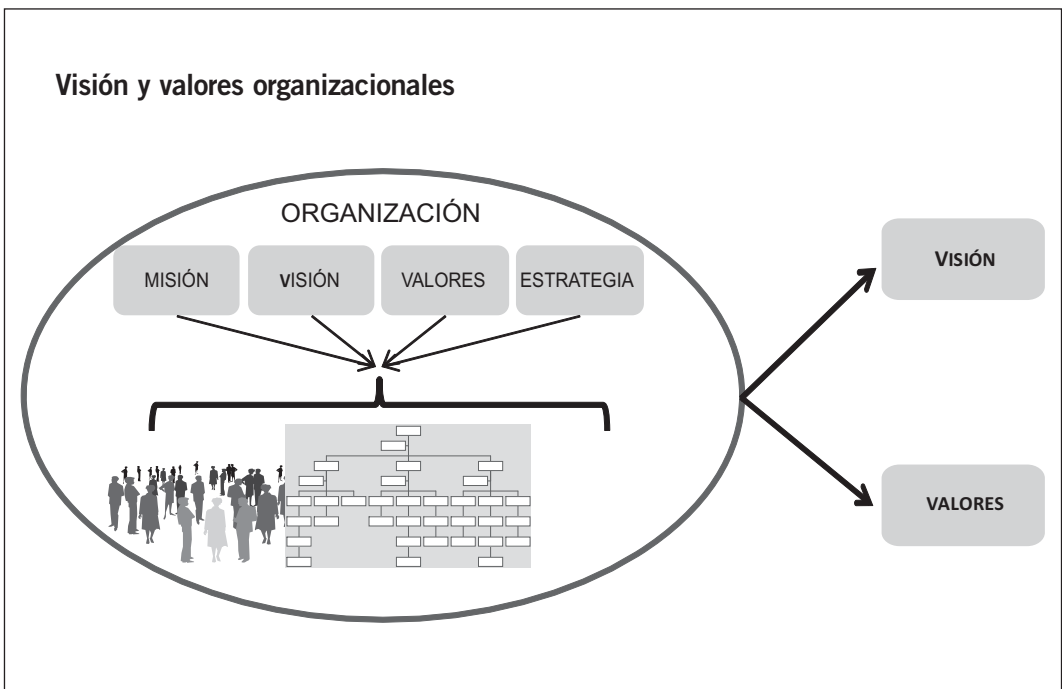 Visión y valores organizacionales
ORGANIZACIÓN
MISIÓN VISIÓN VALORES ESTRATEGIA
VISIÓN
VALORES